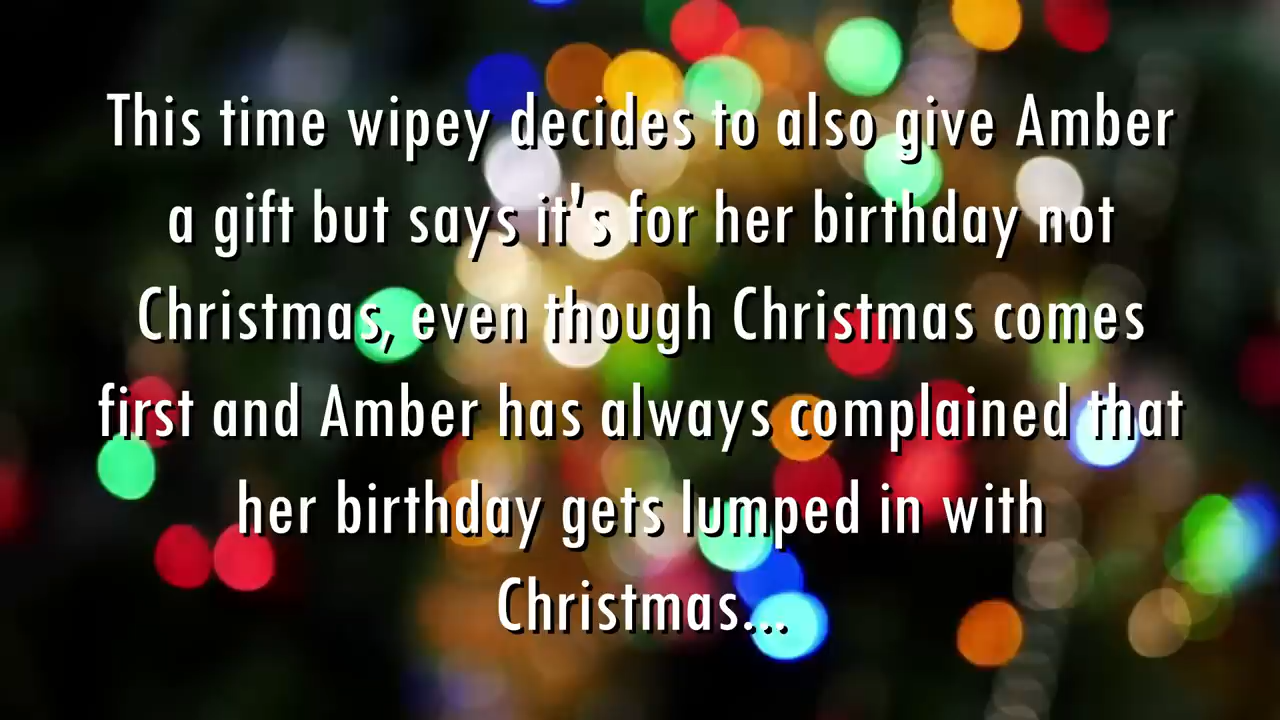 This time wipey decides to also give Amber
a gift but says it's for her birthday not
Christmas, even though Christmas comes
first and Amber has always complained that
her birthday gets lumped in with
Christmas...